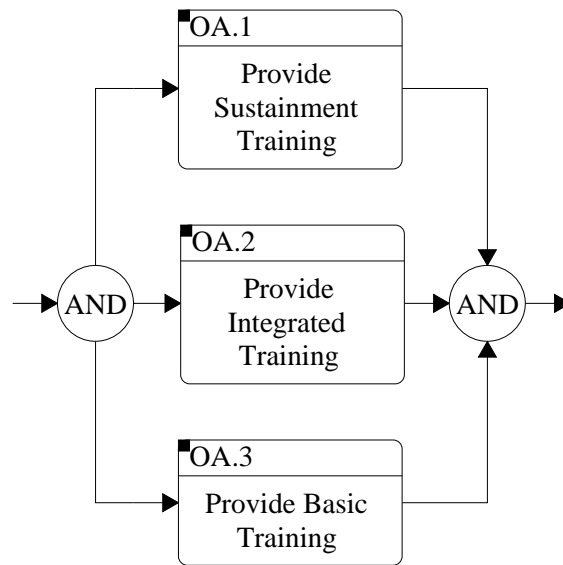 OA.1
Provide
Sustainment
Training
OA.2
AND
Provide
Integrated
Training
AND
OA.3
Provide Basic
Training